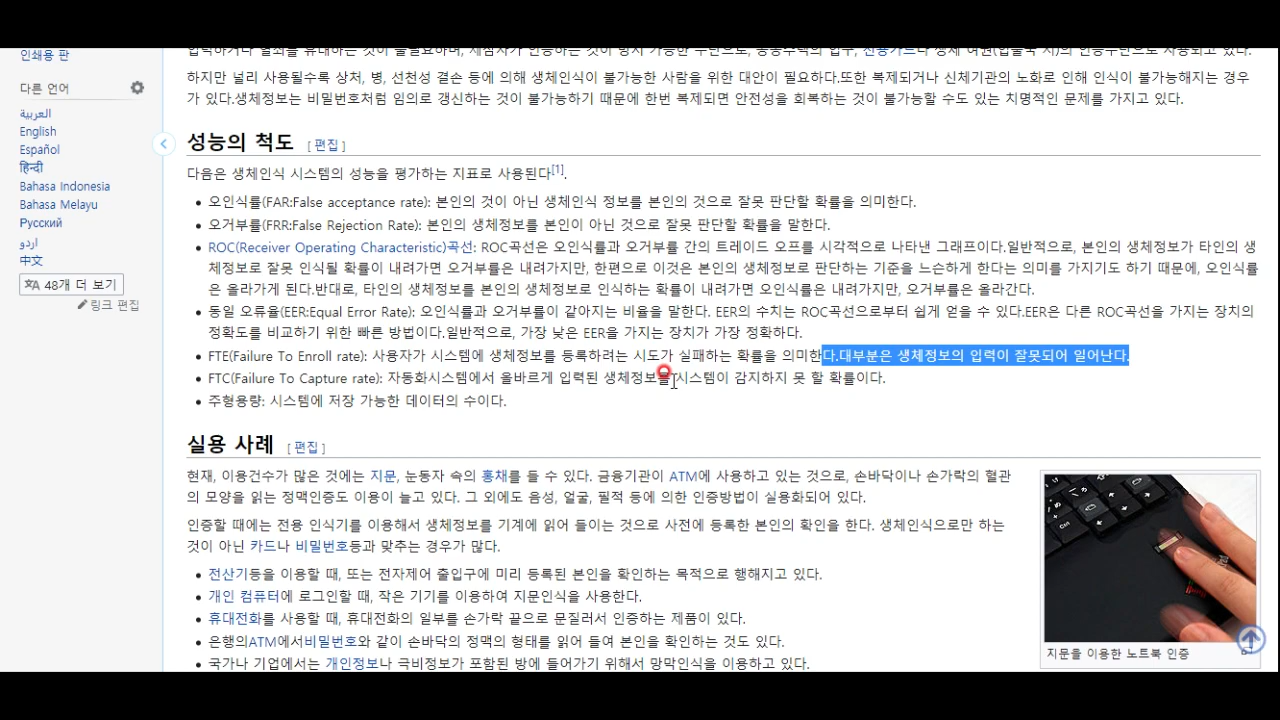 인쇄용 판
다른 언어
العربية
English
Español
हिन्दी
Bahasa Indonesia
Bahasa Melayu
Русский
اردو
中文
48개 더 보기
링크 편집
하지만 널리 사용될수록 상처, 병, 선천성 결손 등에 의해 생체인식이 불가능한 사람을 위한 대안이 필요하다.또한 복제되거나 신체기관의 노화로 인해 인식이 불가능해지는 경우
가 있다.생체정보는 비밀번호처럼 임의로 갱신하는 것이 불가능하기 때문에 한번 복제되면 안전성을 회복하는 것이 불가능할 수도 있는 치명적인 문제를 가지고 있다.
성능의 척도 [ 편집 ]
다음은 생체인식 시스템의 성능을 평가하는 지표로 사용된다[1].
• 오인식률(FAR:False acceptance rate): 본인의 것이 아닌 생체인식 정보를 본인의 것으로 잘못 판단할 확률을 의미한다.
• 오거부률(FRR:False Rejection Rate): 본인의 생체정보를 본인이 아닌 것으로 잘못 판단할 확률을 말한다.
• ROC(Receiver Operating Characteristic)곡선: ROC곡선은 오인식률과 오거부률 간의 트레이드 오프를 시각적으로 나타낸 그래프이다.일반적으로, 본인의 생체정보가 타인의 생
체정보로 잘못 인식될 확률이 내려가면 오거부률은 내려가지만, 한편으로 이것은 본인의 생체정보로 판단하는 기준을 느슨하게 한다는 의미를 가지기도 하기 때문에, 오인식률
은 올라가게 된다.반대로, 타인의 생체정보를 본인의 생체정보로 인식하는 확률이 내려가면 오인식률은 내려가지만, 오거부률은 올라간다.
• 동일 오류율(EER:Equal Error Rate): 오인식률과 오거부률이 같아지는 비율을 말한다. EER의 수치는 ROC곡선으로부터 쉽게 얻을 수 있다.EER은 다른 ROC곡선을 가지는 장치의
정확도를 비교하기 위한 빠른 방법이다.일반적으로, 가장 낮은 EER을 가지는 장치가 가장 정확하다.
• FTE(Failure To Enroll rate): 사용자가 시스템에 생체정보를 등록하려는 시도가 실패하는 확률을 의미한다.대부분은 생체정보의 입력이 잘못되어 일어난다.
• FTC(Failure To Capture rate): 자동화시스템에서 올바르게 입력된 생체정보를 시스템이 감지하지 못 할 확률이다.
• 주형용량: 시스템에 저장 가능한 데이터의 수이다.
실용 사례 [ 편집 ]
현재, 이용건수가 많은 것에는 지문, 눈동자 속의 홍채를 들 수 있다. 금융기관이 ATM에 사용하고 있는 것으로, 손바닥이나 손가락의 혈관
의 모양을 읽는 정맥인증도 이용이 늘고 있다. 그 외에도 음성, 얼굴, 필적 등에 의한 인증방법이 실용화되어 있다.
인증할 때에는 전용 인식기를 이용해서 생체정보를 기계에 읽어 들이는 것으로 사전에 등록한 본인의 확인을 한다. 생체인식으로만 하는
것이 아닌 카드나 비밀번호등과 맞추는 경우가 많다.
• 전산기등을 이용할 때, 또는 전자제어 출입구에 미리 등록된 본인을 확인하는 목적으로 행해지고 있다.
• 개인 컴퓨터에 로그인할 때, 작은 기기를 이용하여 지문인식을 사용한다.
• 휴대전화를 사용할 때, 휴대전화의 일부를 손가락 끝으로 문질러서 인증하는 제품이 있다.
• 은행의ATM에서비밀번호와 같이 손바닥의 정맥의 형태를 읽어 들여 본인을 확인하는 것도 있다.
• 국가나 기업에서는 개인정보나 극비정보가 포함된 방에 들어가기 위해서 망막인식을 이용하고 있다.
지문을 이용한 노트북 인증